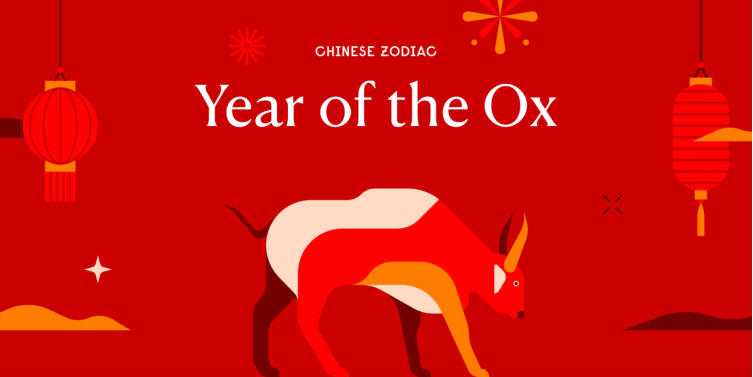 CHINESE ZODIAC
Year of the Ox